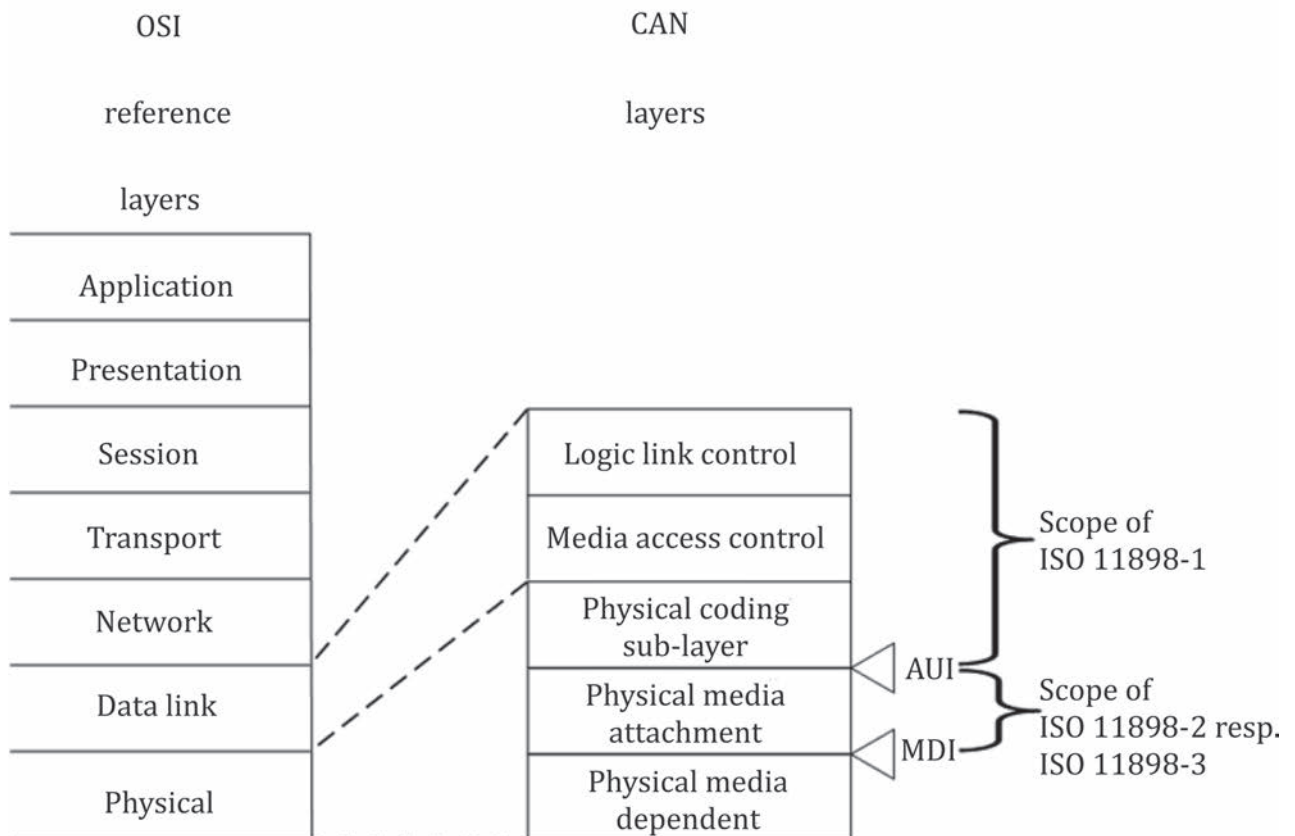 OSI
reference
layers
CAN
layers
Application
Presentation
Session
Transport
Network
Data link
Physical
Logic link control
Media access control
Physical coding
sub-layer
Physical media
attachment
Physical media
dependent
AUI
MDI
Scope of
ISO 11898-1
Scope of
ISO 11898-2 resp.
ISO 11898-3